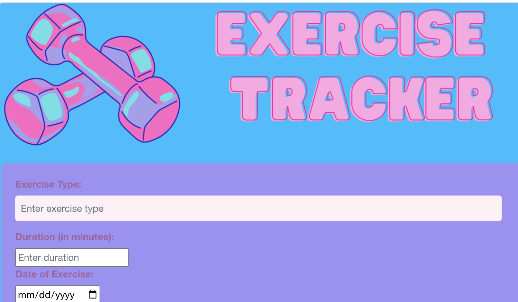 EXERCISE
TRACKER
Exercise Type:
Enter exercise type
Duration (in minutes):
Enter duration
Date of Exercise:
mm/dd/yyyy